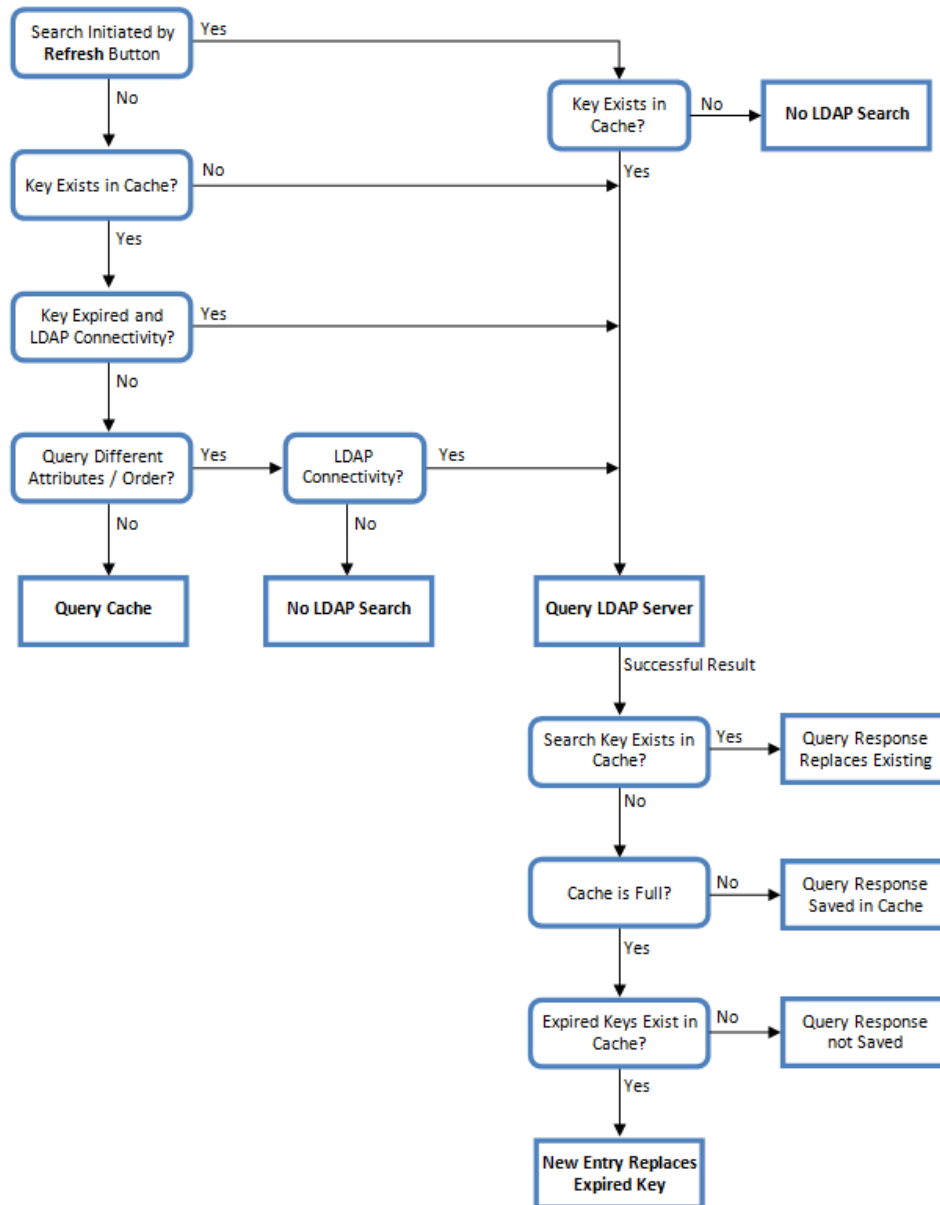 Search Initiated by
Refresh Button
Yes
No
Key Exists in
Cache?
No
No LDAP Search
Key Exists in Cache?
No
Yes
Yes
Key Expired and
LDAP Connectivity?
Yes
No
Query Different
Attributes / Order?
Yes
LDAP
Connectivity?
Yes
No
No
Query Cache
No LDAP Search
Query LDAP Server
Successful Result
Search Key Exists in
Cache?
Yes
Query Response
Replaces Existing
No
Cache is Full?
No
Query Response
Saved in Cache
Yes
Expired Keys Exist in
Cache?
No
Query Response
not Saved
Yes
New Entry Replaces
Expired Key